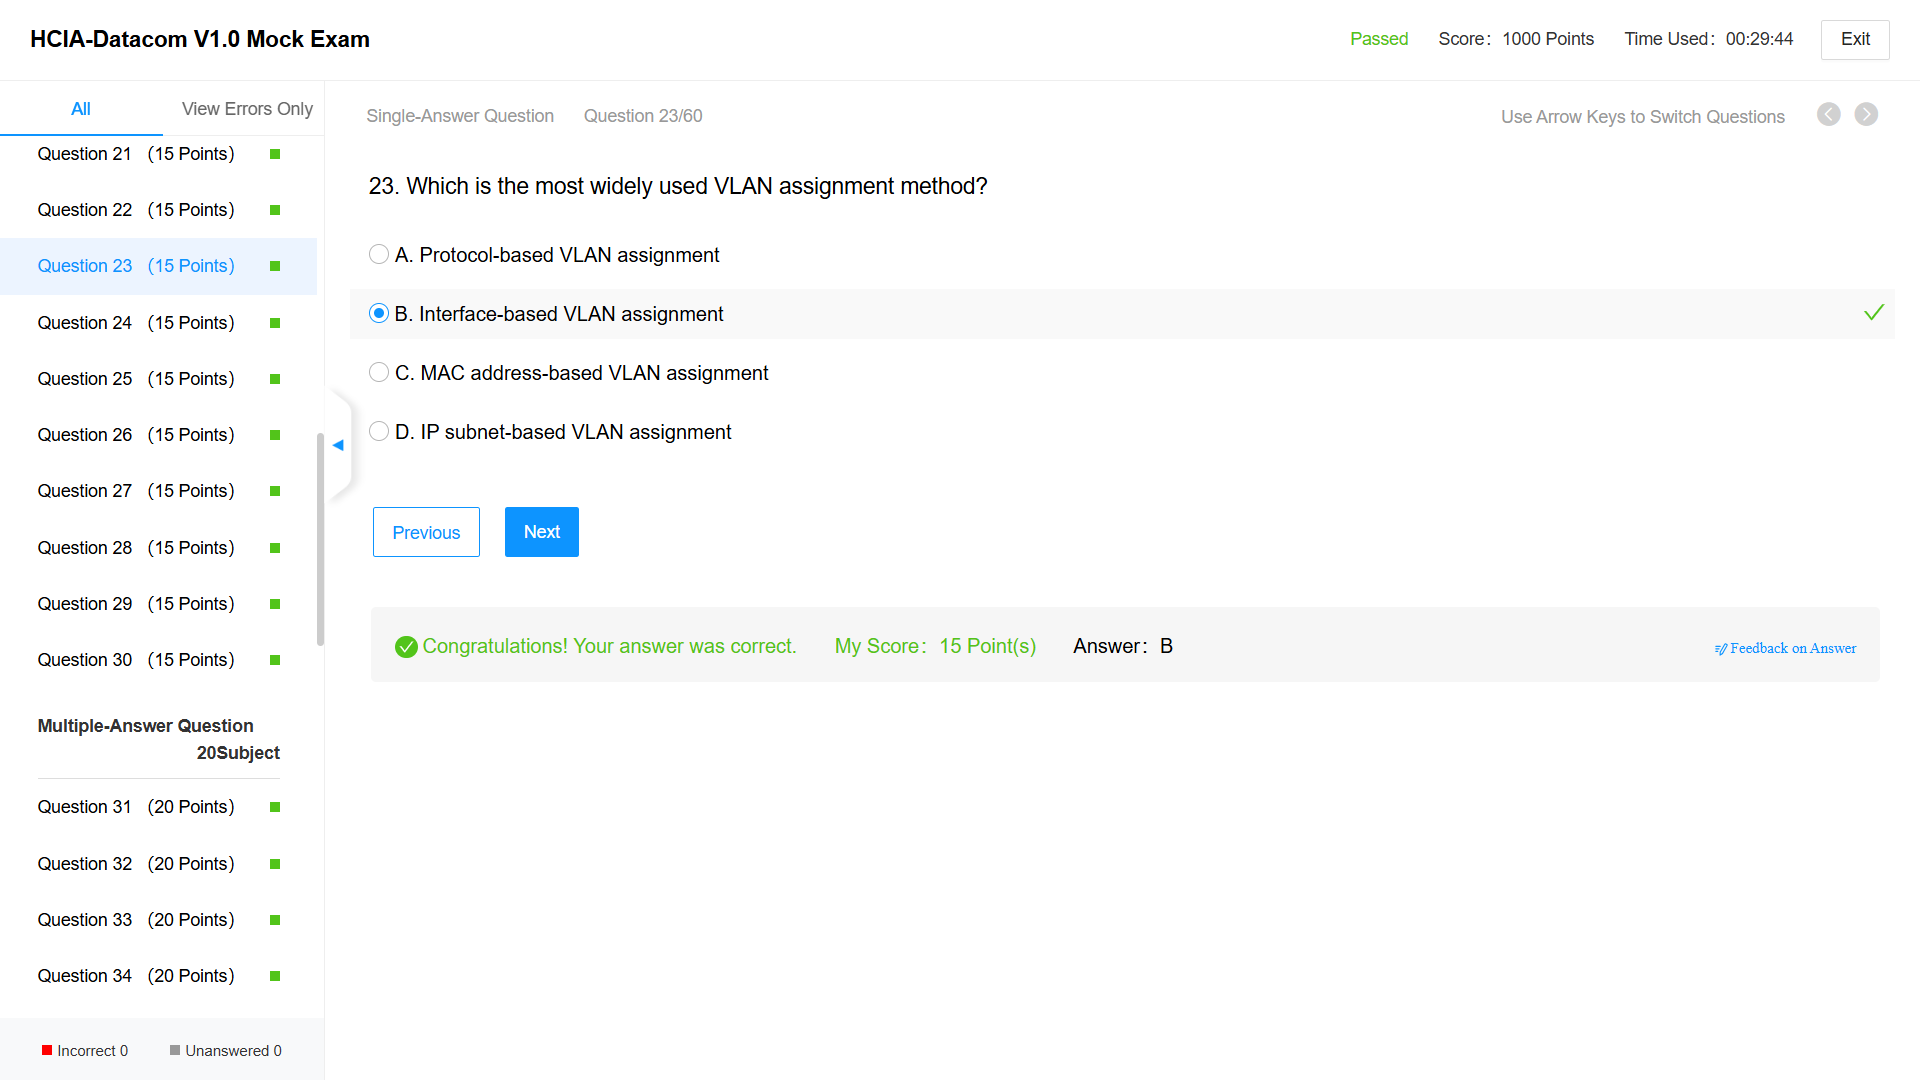 HCIA-Datacom V1.0 Mock Exam
Passed Score：1000 Points Time Used：00:29:44 Exit
All View Errors Only
Single-Answer Question Question 23/60 Use Arrow Keys to Switch Questions
Question 21 （15 Points）
Question 22 （15 Points）
Question 23 （15 Points）
Question 24 （15 Points）
Question 25 （15 Points）
Question 26 （15 Points）
Question 27 （15 Points）
Question 28 （15 Points）
Question 29 （15 Points）
Question 30 （15 Points）
Multiple-Answer Question
20Subject
Question 31 （20 Points）
Question 32 （20 Points）
Question 33 （20 Points）
Question 34 （20 Points）
Incorrect 0 Unanswered 0
23. Which is the most widely used VLAN assignment method?
A. Protocol-based VLAN assignment
B. Interface-based VLAN assignment
C. MAC address-based VLAN assignment
D. IP subnet-based VLAN assignment
Previous Next
Congratulations! Your answer was correct. My Score：15 Point(s) Answer：B Feedback on Answer